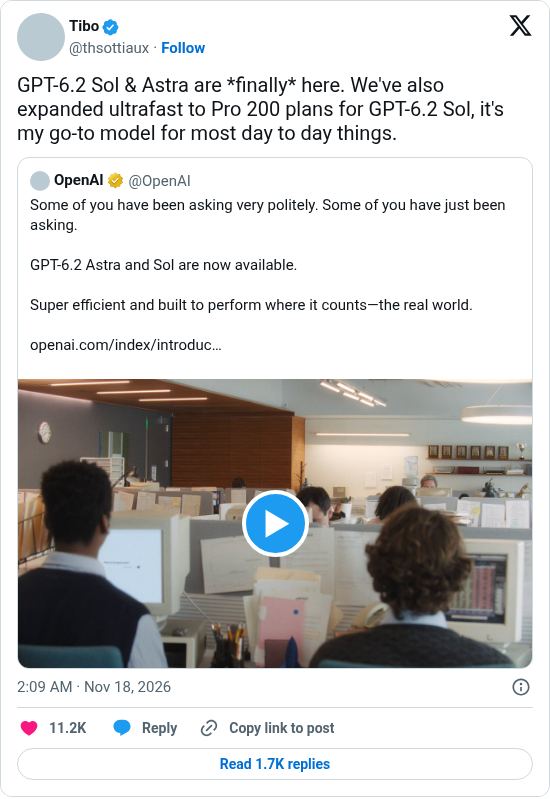 Tibo
@thsottiaux · Follow
GPT-6.2 Sol & Astra are *finally* here. We've also
expanded ultrafast to Pro 200 plans for GPT-6.2 Sol, it's
my go-to model for most day to day things.
OpenAI @OpenAI
Some of you have been asking very politely. Some of you have just been
asking.
GPT-6.2 Astra and Sol are now available.
Super efficient and built to perform where it counts—the real world.
openai.com/index/introduc…
2:09 AM · Nov 18, 2026
11.2K Reply Copy link to post
Read 1.7K replies